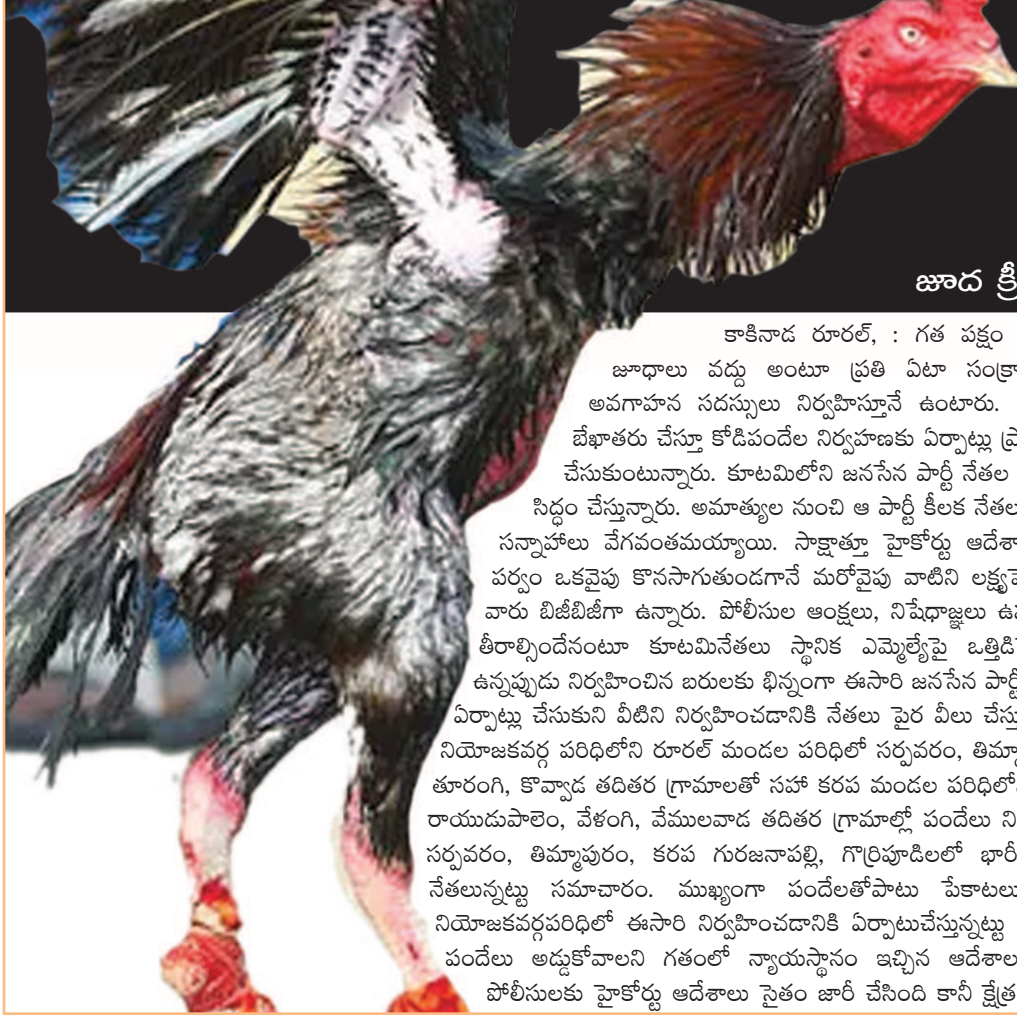 జూద క్రీ
కాకినాడ రూరల్, : గత పక్షం
జూధాలు వద్దు అంటూ ప్రతి ఏటా సంక్రా
అవగాహన సదస్సులు నిర్వహిస్తూనే ఉంటారు.
బేఖాతరు చేస్తూ కోడిపందేల నిర్వహణకు ఏర్పాట్లు ప్రా
చేసుకుంటున్నారు. కూటమిలోని జనసేన పార్టీ నేతల
సిద్ధం చేస్తున్నారు. అమాత్యుల నుంచి ఆ పార్టీ కీలక నేతల
సన్నాహాలు వేగవంతమయ్యాయి. సాక్షాత్తూ హైకోర్టు ఆదేశా
పర్వం ఒకవైపు కొనసాగుతుండగానే మరోవైపు వాటిని లక్ష్యపె
వారు బిజీబిజీగా ఉన్నారు. పోలీసుల ఆంక్షలు, నిషేధాజ్ఞలు ఉ
తీరాల్సిందేనంటూ కూటమినేతలు స్థానిక ఎమ్మెల్యేపై ఒత్తిడి
ఉన్నప్పుడు నిర్వహించిన బరులకు భిన్నంగా ఈసారి జనసేన పార్టీ
ఏర్పాట్లు చేసుకుని వీటిని నిర్వహించడానికి నేతలు పైర వీలు చేస్తు
నియోజకవర్గ పరిధిలోని రూరల్ మండల పరిధిలో సర్పవరం, తిమ్మా
తూరంగి, కొవ్వాడ తదితర గ్రామాలతో సహా కరప మండల పరిధిలో
రాయుడుపాలెం, వేళంగి, వేములవాడ తదితర గ్రామాల్లో పందేలు ని
సర్పవరం, తిమ్మాపురం, కరప గురజనాపల్లి, గొర్రిపూడిలలో భారీ
నేతలున్నట్టు సమాచారం. ముఖ్యంగా పందేలతోపాటు పేకాటలు
నియోజకవర్గపరిధిలో ఈసారి నిర్వహించడానికి ఏర్పాటుచేస్తున్నట్టు
పందేలు అడ్డుకోవాలని గతంలో న్యాయస్థానం ఇచ్చిన ఆదేశాల
పోలీసులకు హైకోర్టు ఆదేశాలు సైతం జారీ చేసింది కానీ క్షేత్ర